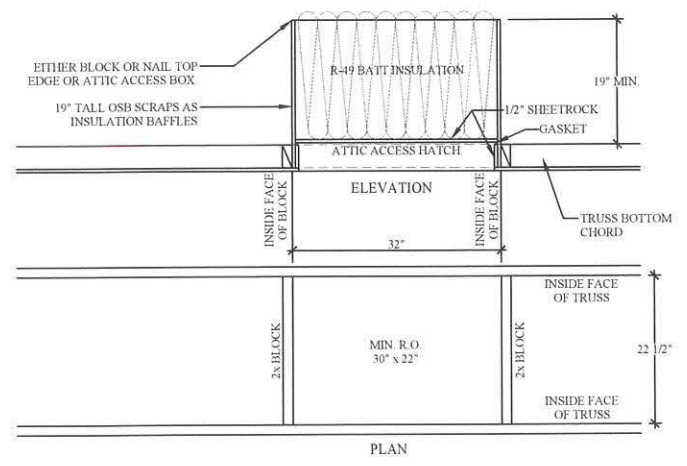 EITHER BLOCK OR NAIL TOP
EDGE OR ATTIC ACCESS BOX
19" TALL OSB SCRAPS AS
INSULATION BAFFLES
R-49 BATT INSULATION
19" MIN.
1/2" SHEETROCK
GASKET
ATTIC ACCESS HATCH
ELEVATION
INSIDE FACE
OF BLOCK
INSIDE FACE
OF BLOCK
TRUSS BOTTOM
CHORD
32"
INSIDE FACE
OF TRUSS
2x BLOCK
MIN. R.O.
30" x 22"
2x BLOCK
22 1/2"
INSIDE FACE
OF TRUSS
PLAN